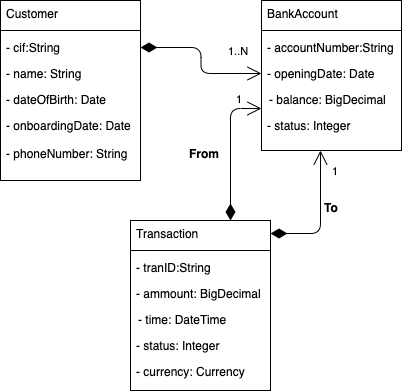 Customer
- cif:String
- name: String
- dateOfBirth: Date
- onboardingDate: Date
- phoneNumber: String
BankAccount
- accountNumber:String
- openingDate: Date
- balance: BigDecimal
- status: Integer
1..N
1
From
1
To
Transaction
- tranID:String
- ammount: BigDecimal
- time: DateTime
- status: Integer
- currency: Currency